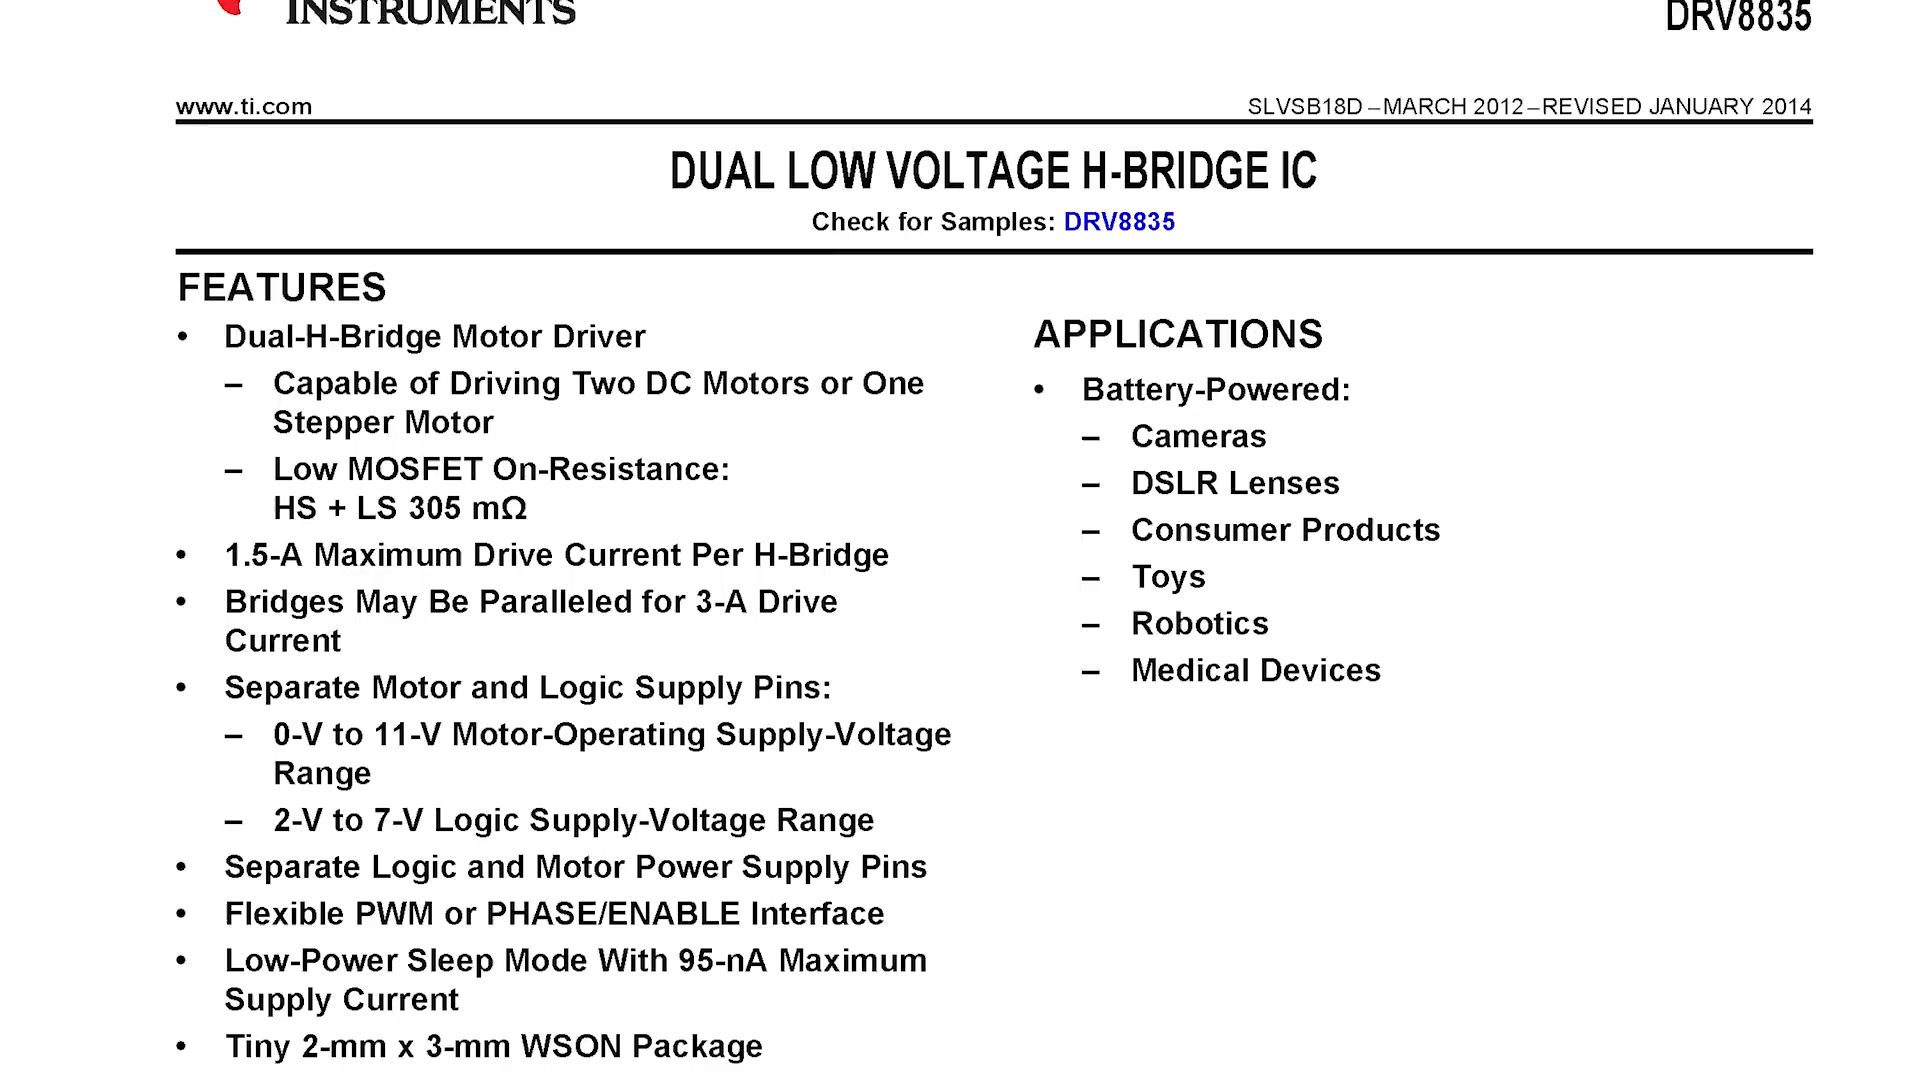 INSTRUMENTS
DRV8835
www.ti.com
SLVSB18D –MARCH 2012–REVISED JANUARY 2014
DUAL LOW VOLTAGE H-BRIDGE IC
Check for Samples: DRV8835
FEATURES
• Dual-H-Bridge Motor Driver
– Capable of Driving Two DC Motors or One
Stepper Motor
– Low MOSFET On-Resistance:
HS + LS 305 mΩ
• 1.5-A Maximum Drive Current Per H-Bridge
• Bridges May Be Paralleled for 3-A Drive
Current
• Separate Motor and Logic Supply Pins:
– 0-V to 11-V Motor-Operating Supply-Voltage
Range
– 2-V to 7-V Logic Supply-Voltage Range
• Separate Logic and Motor Power Supply Pins
• Flexible PWM or PHASE/ENABLE Interface
• Low-Power Sleep Mode With 95-nA Maximum
Supply Current
• Tiny 2-mm x 3-mm WSON Package
APPLICATIONS
• Battery-Powered:
– Cameras
– DSLR Lenses
– Consumer Products
– Toys
– Robotics
– Medical Devices